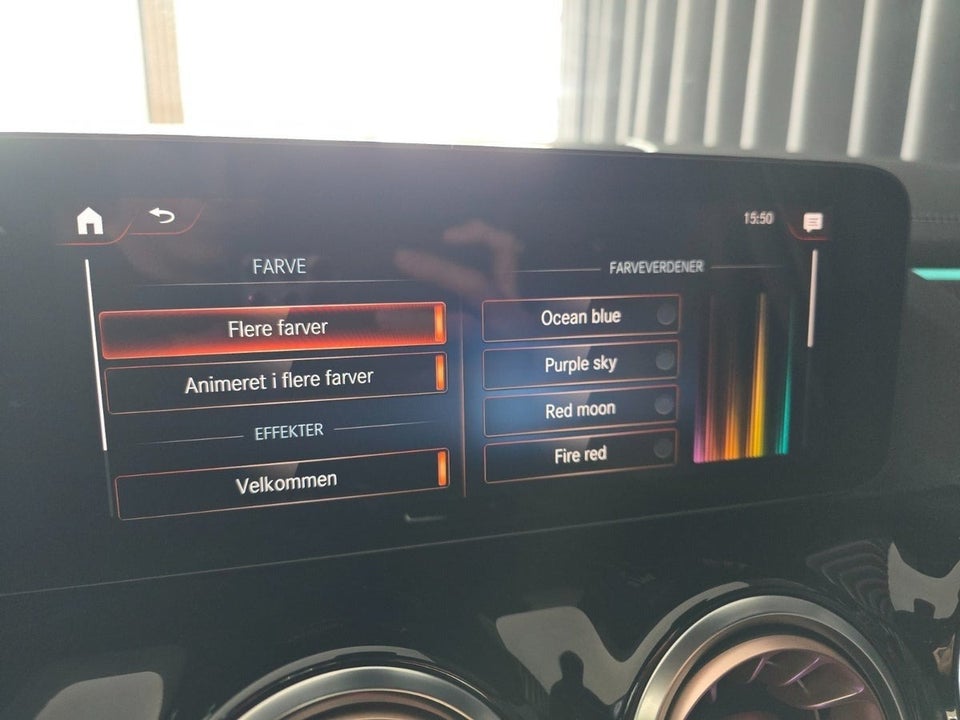 15:50
FARVE
Flere farver
Animeret i flere farver
EFFEKTER
Velkommen
FARVEVERDENER
Ocean blue
Purple sky
Red moon
Fire red